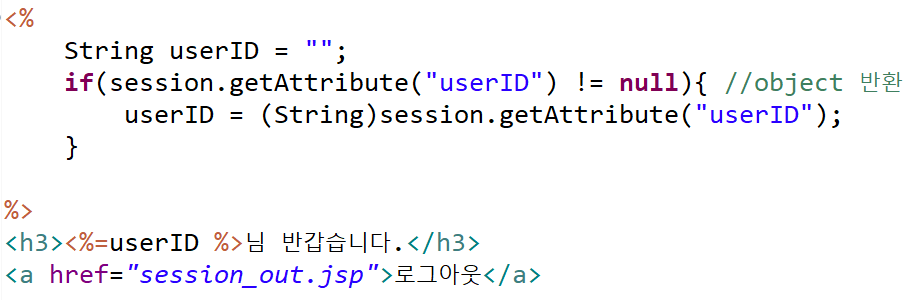 <%
    String userID = "";
    if(session.getAttribute("userID") != null){ //object 반환
        userID = (String)session.getAttribute("userID");
    }
%>
<h3><%=userID %>님 반갑습니다.</h3>
<a href="session_out.jsp">로그아웃</a>